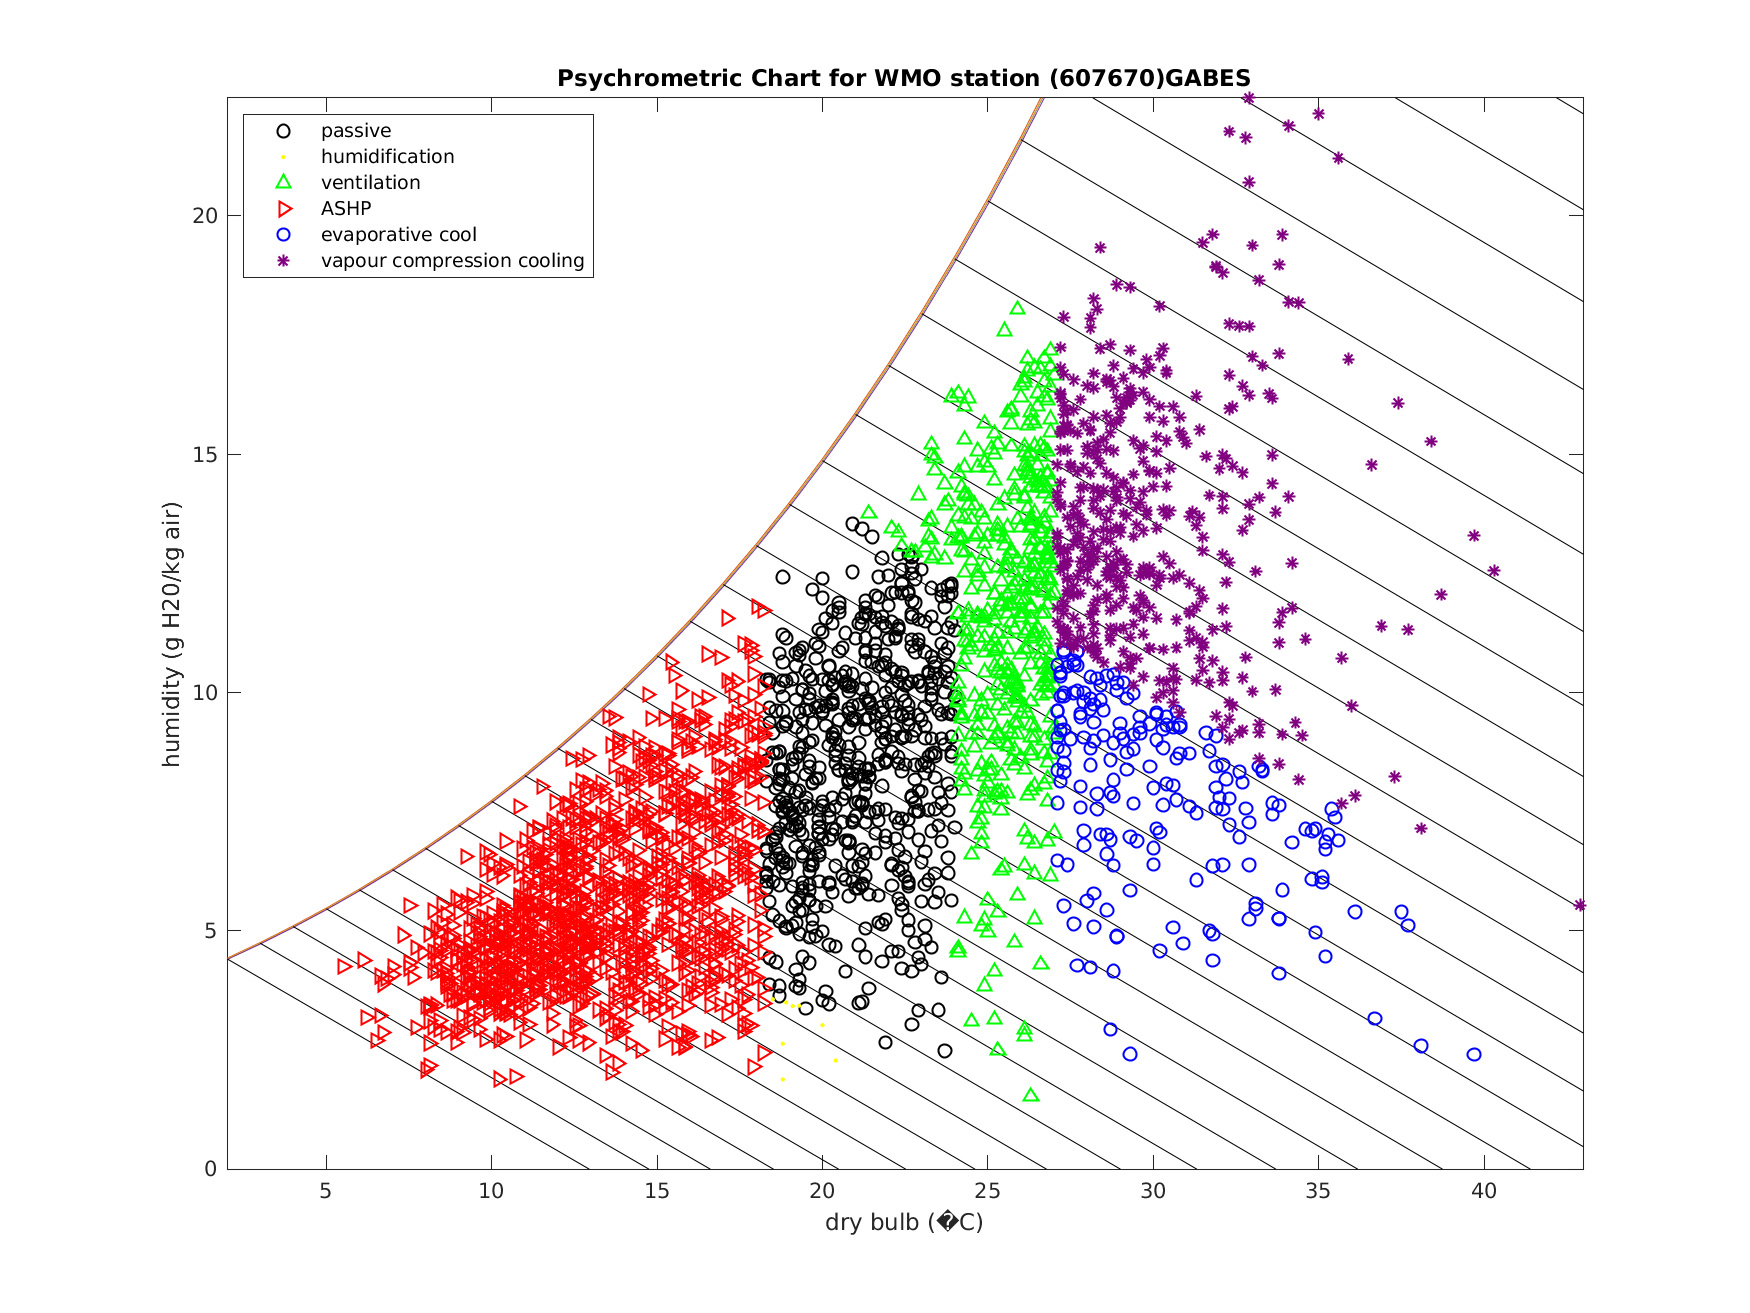 Psychrometric Chart for WMO station (607670)GABES
passive
humidification
ventilation
ASHP
evaporative cool
vapour compression cooling
humidity (g H20/kg air)
20
15
10
5
0
5 10 15 20 25 30 35 40
dry bulb (�C)